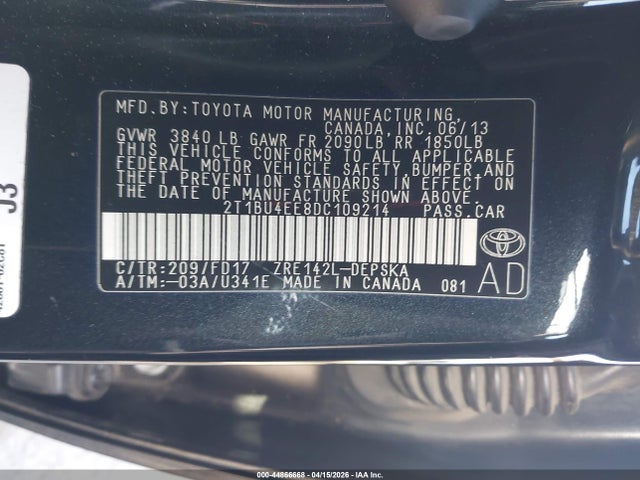 MFD.BY:TOYOTA MOTOR MANUFACTURING,
CANADA,INC.06/13
GVWR 3840LB GAWR FR 2090LB RR 1850LB
THIS VEHICLE CONFORMS TO ALL APPLICABLE
FEDERAL MOTOR VEHICLE SAFETY,BUMPER,AND
THEFT PREVENTION STANDARDS IN EFFECT ON
THE DATE OF MANUFACTURE SHOWN ABOVE.
2T1BU4EE8DC109214 PASS.CAR
C/TR:209/FD17 ZRE142L-DEPSKA
A/TM:-03A/U341E MADE IN CANADA 081
AD
J3
000-44866668 - 04/15/2026 - IAA Inc.